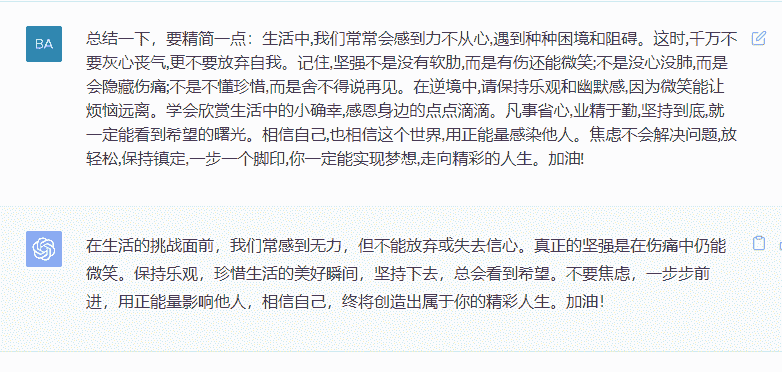 BA
总结一下，要精简一点：生活中,我们常常会感到力不从心,遇到种种困境和阻碍。这时,千万不
要灰心丧气,更不要放弃自我。记住,坚强不是没有软肋,而是有伤还能微笑;不是没心没肺,而是
会隐藏伤痛;不是不懂珍惜,而是舍不得说再见。在逆境中,请保持乐观和幽默感,因为微笑能让
烦恼远离。学会欣赏生活中的小确幸,感恩身边的点点滴滴。凡事省心,业精于勤,坚持到底,就
一定能看到希望的曙光。相信自己,也相信这个世界,用正能量感染他人。焦虑不会解决问题,放
轻松,保持镇定,一步一个脚印,你一定能实现梦想,走向精彩的人生。加油!
在生活的挑战面前，我们常感到无力，但不能放弃或失去信心。真正的坚强是在伤痛中仍能
微笑。保持乐观，珍惜生活的美好瞬间，坚持下去，总会看到希望。不要焦虑，一步步前
进，用正能量影响他人，相信自己，终将创造出属于你的精彩人生。加油！